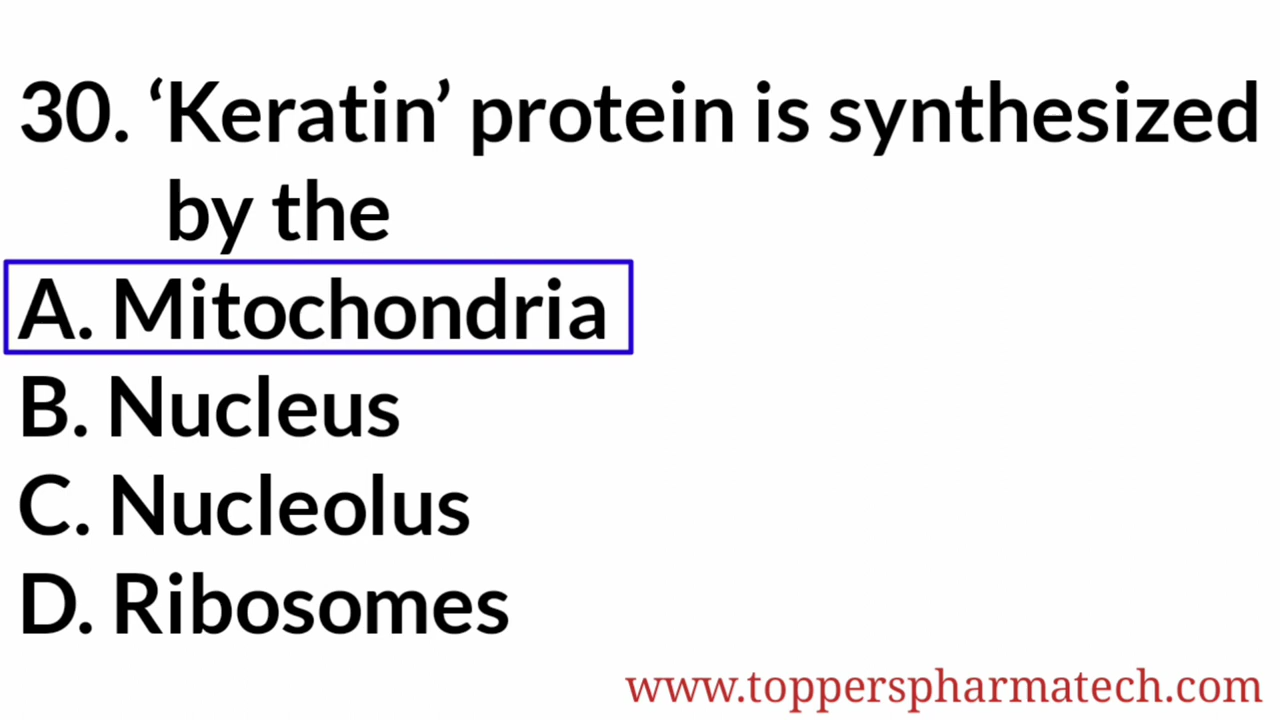 30. ‘Keratin’ protein is synthesized
by the
A. Mitochondria
B. Nucleus
C. Nucleolus
D. Ribosomes
www.topperspharmatech.com